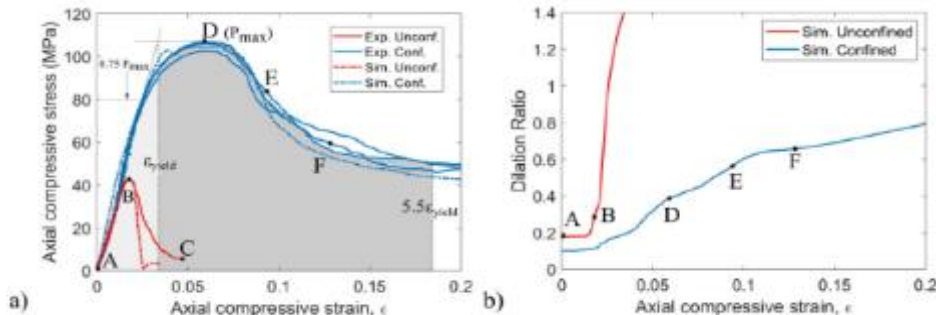 D (Pmax)
0.75 Pmax
εyield
5.5εyield
A
B
C
E
F
Exp. Unconf.
Exp. Conf.
Sim. Unconf.
Sim. Conf.
Axial compressive stress (MPa)
120
100
80
60
40
20
0
0 0.05 0.1 0.15 0.2
Axial compressive strain, ϵ
a)
Sim. Unconfined
Sim. Confined
Dilation Ratio
1.4
1.2
1
0.8
0.6
0.4
0.2
0
A
B
D
E
F
0 0.05 0.1 0.15 0.2
Axial compressive strain, ϵ
b)